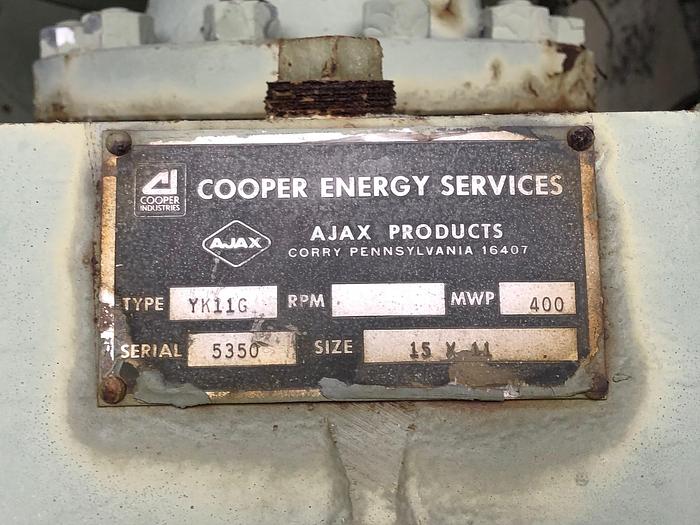 COOPER INDUSTRIES
COOPER ENERGY SERVICES
AJAX
AJAX PRODUCTS
CORRY PENNSYLVANIA 16407
TYPE YK11G RPM MWP 400
SERIAL 5350 SIZE 15 X 11